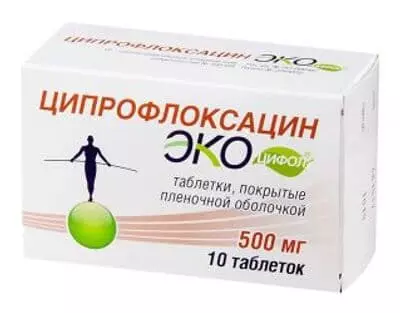 ЦИПРОФЛОКСАЦИН ЭКО
ЦИПРОФЛОКСАЦИН
ЭКО ЦИФОЛ®
таблетки, покрытые
пленочной оболочкой
500 мг
10 таблеток